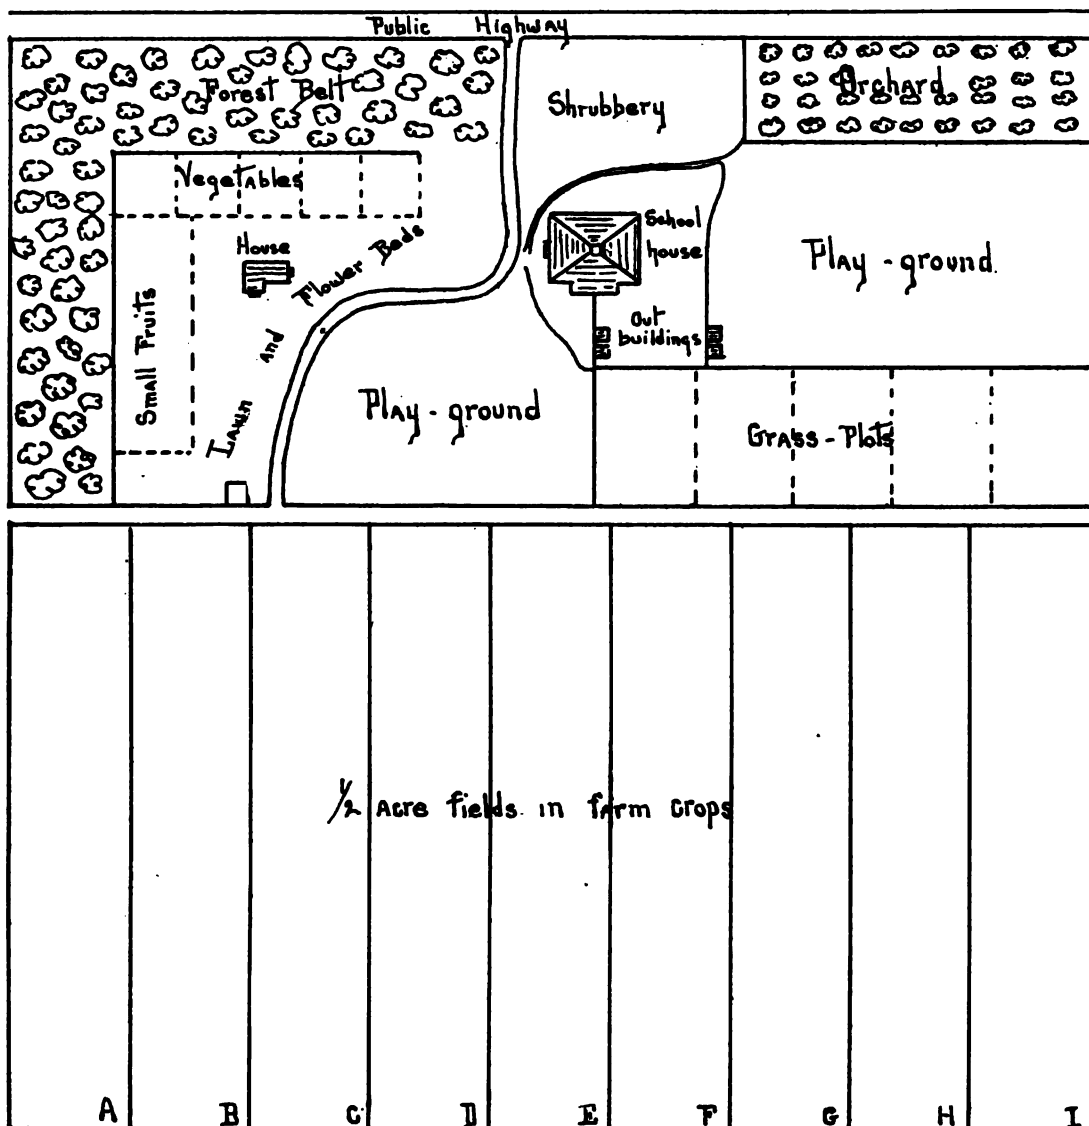 Public Highway
Forest Belt
Shrubbery
Orchard
Vegetables
House
School
house
Play-ground
Small Fruits
Lawn and Flower Beds
Out
buildings
Play-ground
Grass-Plots
1/2 Acre fields in farm crops
A B C D E F G H I